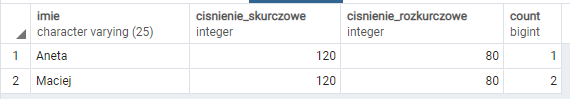 imie cisnienie_skurczowe cisnienie_rozkurczowe count
character varying (25) integer integer bigint
1 Aneta 120 80 1
2 Maciej 120 80 2